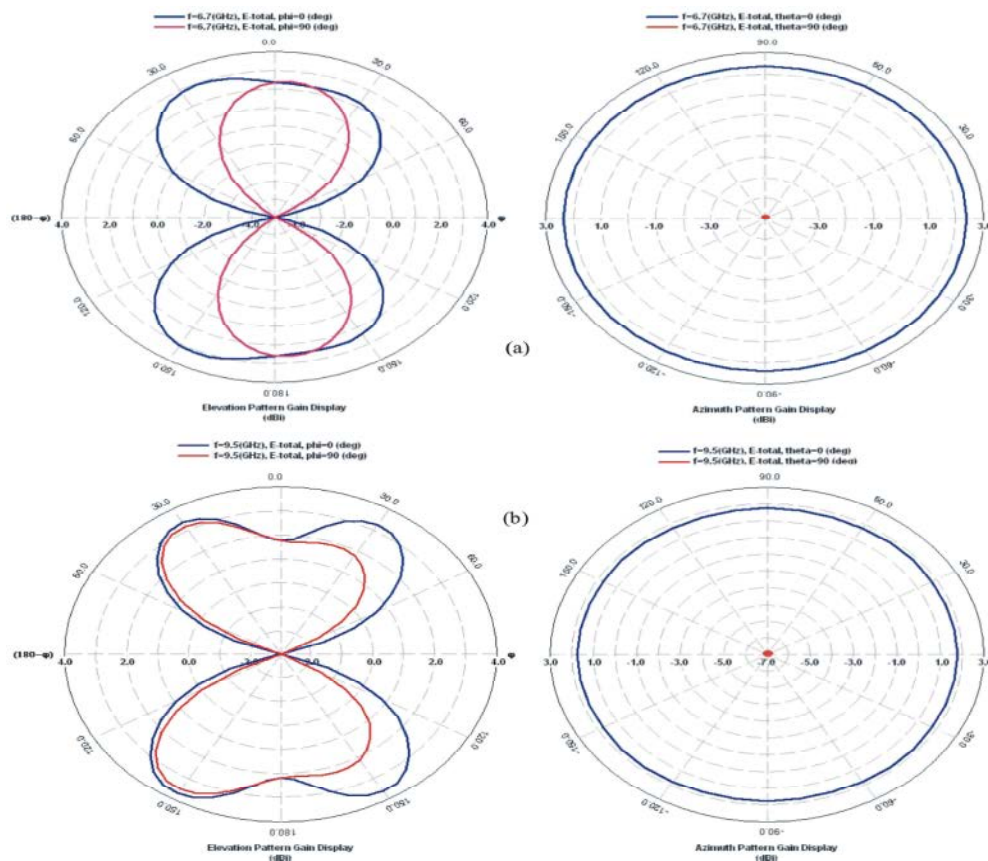 f=6.7(GHz), E-total, phi=0 (deg)
f=6.7(GHz), E-total, phi=90 (deg)
0.0
30.0
30.0
60.0
60.0
(180-φ)
φ
4.0 2.0 0.0 -2.0 -4.0 -2.0 0.0 2.0 4.0
120.0
120.0
150.0
150.0
180.0
Elevation Pattern Gain Display
(dBi)
f=6.7(GHz), E-total, theta=0 (deg)
f=6.7(GHz), E-total, theta=90 (deg)
90.0
120.0
60.0
150.0
30.0
3.0 1.0 -1.0 -3.0 -3.0 -1.0 1.0 3.0
-150.0
-30.0
-120.0
-60.0
-90.0
Azimuth Pattern Gain Display
(dBi)
(a)
f=9.5(GHz), E-total, phi=0 (deg)
f=9.5(GHz), E-total, phi=90 (deg)
0.0
30.0
30.0
60.0
60.0
(180-φ)
φ
4.0 2.0 0.0 -2.0 -2.0 0.0 2.0 4.0
120.0
120.0
150.0
150.0
180.0
Elevation Pattern Gain Display
(dBi)
f=9.5(GHz), E-total, theta=0 (deg)
f=9.5(GHz), E-total, theta=90 (deg)
90.0
120.0
60.0
150.0
30.0
3.0 1.0 -1.0 -3.0 -5.0 -7.0 -5.0 -3.0 -1.0 1.0 3.0
-150.0
-30.0
-120.0
-60.0
-90.0
Azimuth Pattern Gain Display
(dBi)
(b)